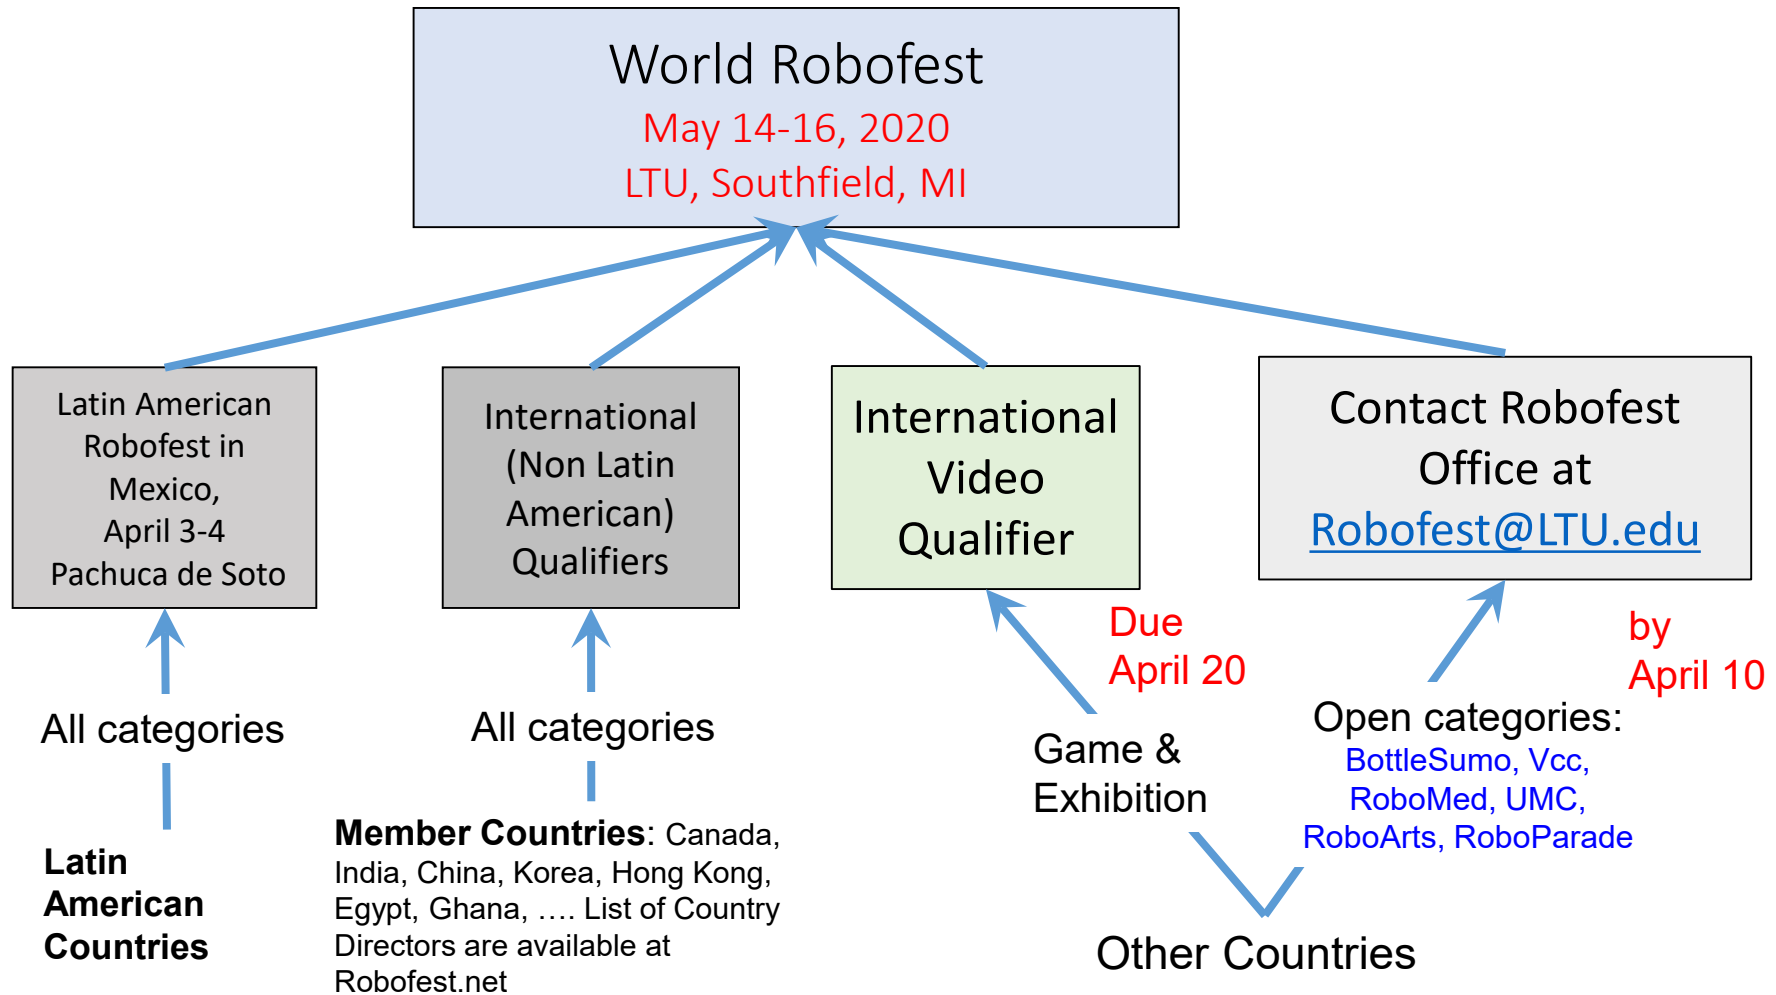 World Robofest
May 14-16, 2020
LTU, Southfield, MI
Latin American
Robofest in
Mexico,
April 3-4
Pachuca de Soto
International
(Non Latin
American)
Qualifiers
International
Video
Qualifier
Contact Robofest
Office at
Robofest@LTU.edu
Due
April 20
by
April 10
All categories
All categories
Game &
Exhibition
Open categories:
BottleSumo, Vcc,
RoboMed, UMC,
RoboArts, RoboParade
Latin
American
Countries
Member Countries: Canada,
India, China, Korea, Hong Kong,
Egypt, Ghana, …. List of Country
Directors are available at
Robofest.net
Other Countries